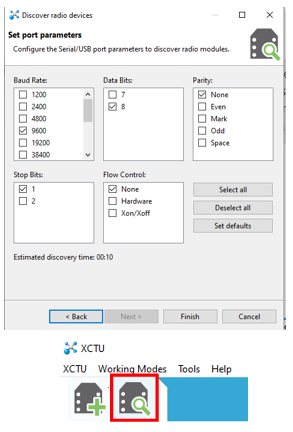 Discover radio devices
Set port parameters
Configure the Serial/USB port parameters to discover radio modules.
Baud Rate: Data Bits: Parity:
1200 7 None
2400 8 Even
4800 Mark
9600 Odd
19200 Space
38400
Stop Bits: Flow Control:
1 None Select all
2 Hardware Deselect all
Xon/Xoff Set defaults
Estimated discovery time: 00:10
< Back Next > Finish Cancel
XCTU
XCTU Working Modes Tools Help